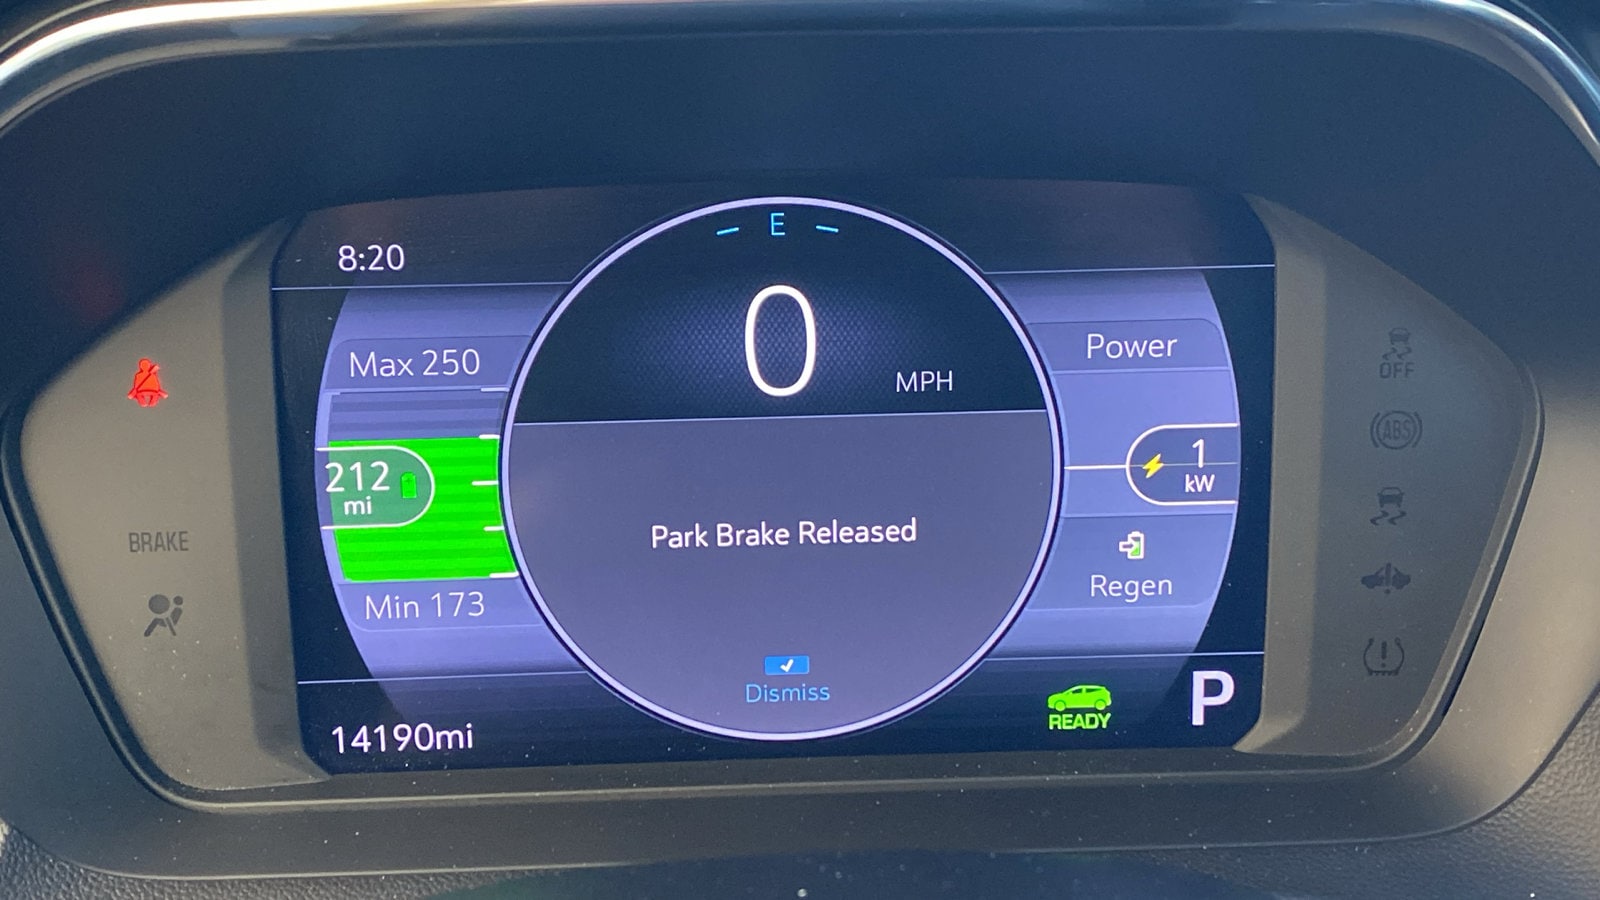 E
8:20
0
MPH
Max 250
Power
212
mi
1
kW
OFF
ABS
Park Brake Released
BRAKE
Regen
Min 173
Dismiss
READY
P
14190mi